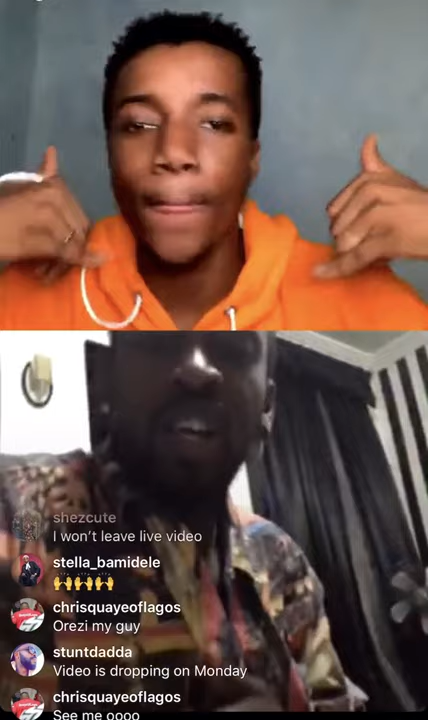 shezcute
I won't leave live video
stella_bamidele
🙌🙌🙌🙌
chrisquayeoflagos
Orezi my guy
stuntdadda
Video is dropping on Monday
chrisquayeoflagos
See me oooo